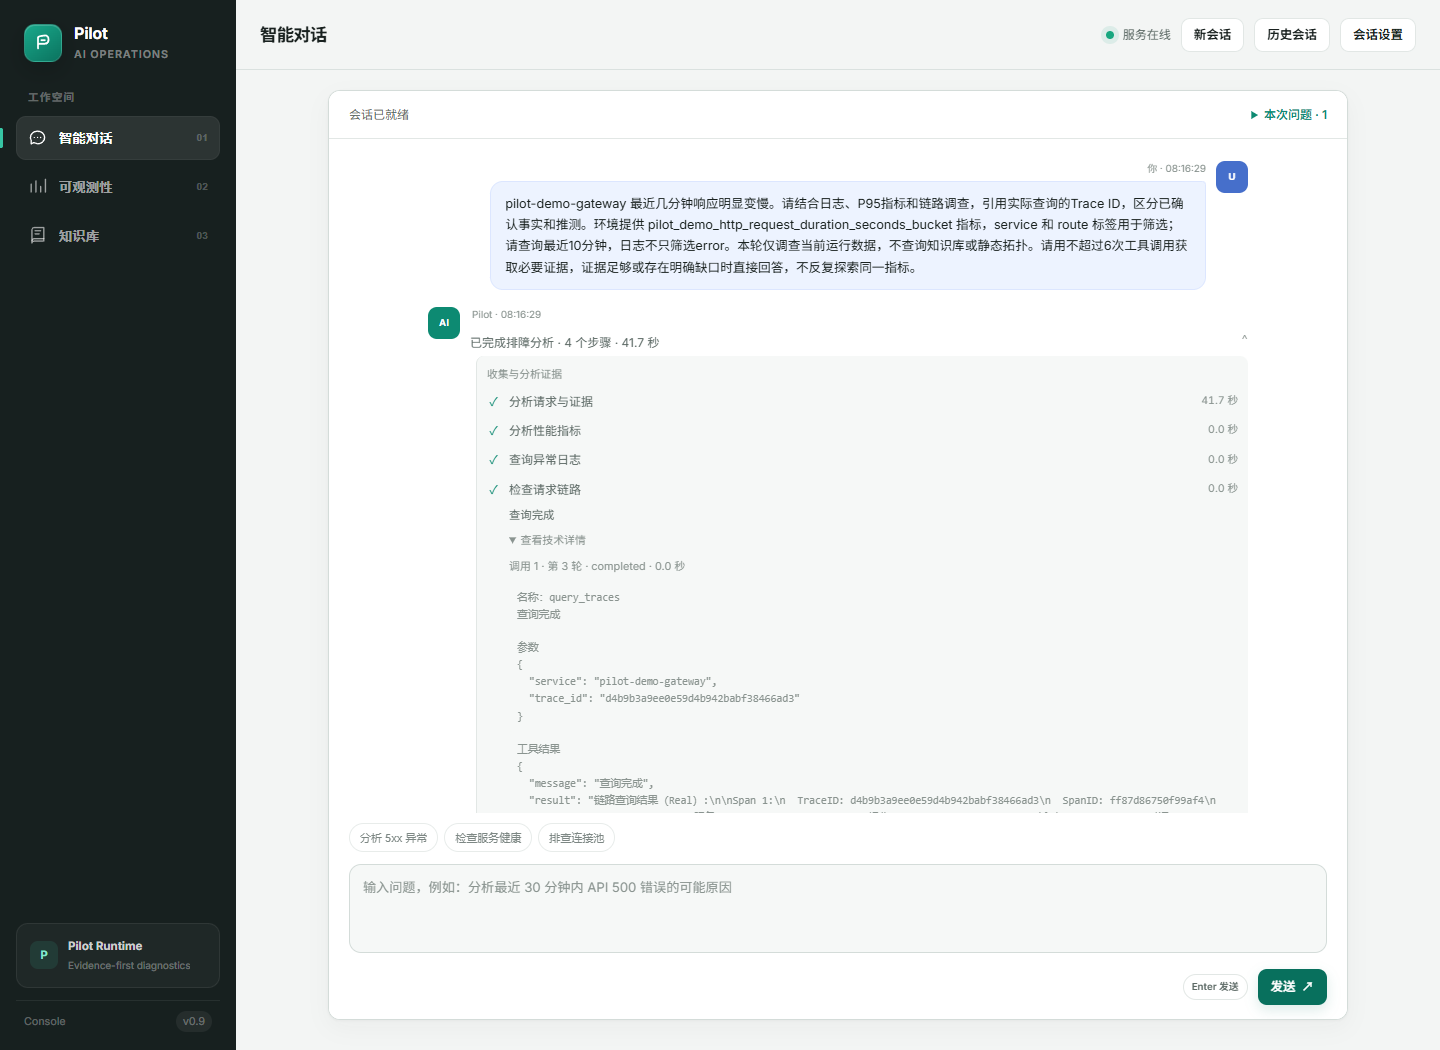 Pilot
AI OPERATIONS
工作空间
智能对话 01
可观测性 02
知识库 03
Pilot Runtime
Evidence-first diagnostics
Console v0.9
智能对话
服务在线
新会话
历史会话
会话设置
会话已就绪
▶ 本次问题 · 1
你 · 08:16:29
U
pilot-demo-gateway 最近几分钟响应明显变慢。请结合日志、P95指标和链路调查，引用实际查询的Trace ID，区分已确
认事实和推测。环境提供 pilot_demo_http_request_duration_seconds_bucket 指标，service 和 route 标签用于筛选；
请查询最近10分钟，日志不只筛选error。本轮仅调查当前运行数据，不查询知识库或静态拓扑。请用不超过6次工具调用获
取必要证据，证据足够或存在明确缺口时直接回答，不反复探索同一指标。
AI
Pilot · 08:16:29
已完成排障分析 · 4 个步骤 · 41.7 秒
收集与分析证据
✓ 分析请求与证据 41.7 秒
✓ 分析性能指标 0.0 秒
✓ 查询异常日志 0.0 秒
✓ 检查请求链路 0.0 秒
查询完成
▼ 查看技术详情
调用 1 · 第 3 轮 · completed · 0.0 秒
名称: query_traces
查询完成
参数
{
"service": "pilot-demo-gateway",
"trace_id": "d4b9b3a9ee0e59d4b942babf38466ad3"
}
工具结果
{
"message": "查询完成",
"result": "链路查询结果 (Real) :\n\nSpan 1:\n  TraceID: d4b9b3a9ee0e59d4b942babf38466ad3\n  SpanID: ff87d86750f99af4\n
分析 5xx 异常
检查服务健康
排查连接池
输入问题，例如：分析最近 30 分钟内 API 500 错误的可能原因
Enter 发送
发送 ↗